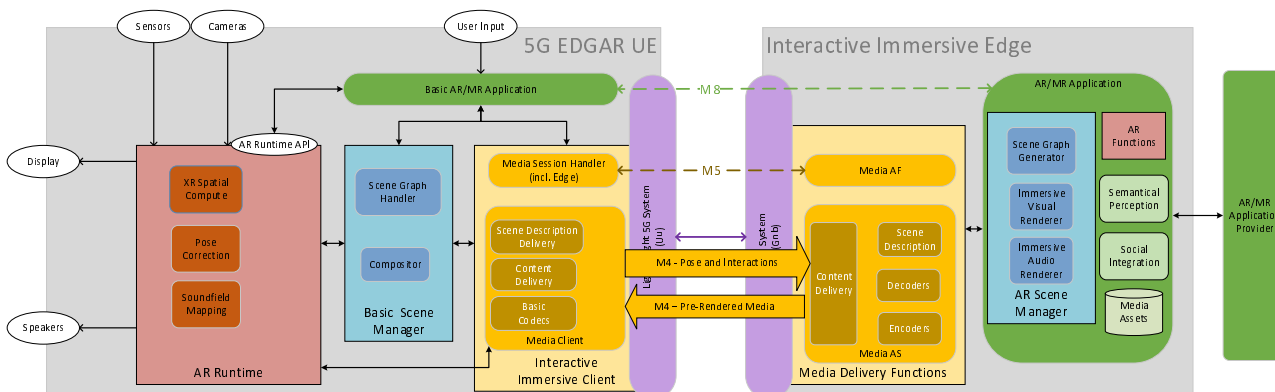 Sensors
Cameras
User Input
5G EDGAR UE
Interactive Immersive Edge
Basic AR/MR Application
M8
AR/MR Application
AR Runtime API
Display
Speakers
XR Spatial
Compute
Pose
Correction
Soundfield
Mapping
AR Runtime
Scene Graph
Handler
Compositor
Basic Scene
Manager
Media Session Handler
(incl. Edge)
Scene Description
Delivery
Content
Delivery
Basic
Codecs
Media Client
Interactive
Immersive Client
5G System
(Uu)
System
(Gnb)
M5
M4 - Pose and Interactions
M4 – Pre-Rendered Media
Media AF
Content
Delivery
Scene
Description
Decoders
Encoders
Media AS
Media Delivery Functions
Scene Graph
Generator
Immersive
Visual
Renderer
Immersive
Audio
Renderer
AR Scene
Manager
AR
Functions
Semantical
Perception
Social
Integration
Media
Assets
AR/MR
Application
Provider